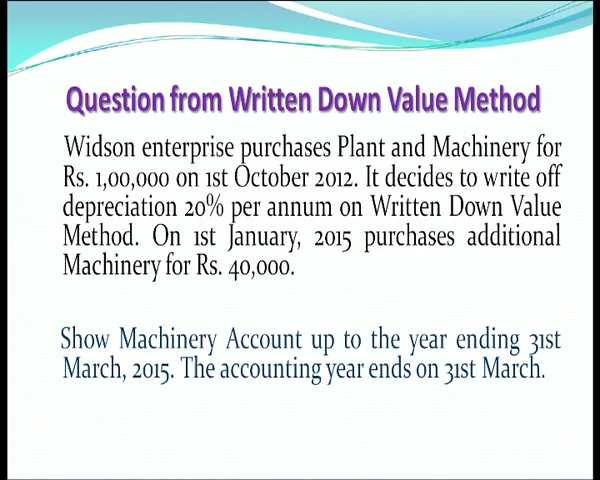 Question from Written Down Value Method
Widson enterprise purchases Plant and Machinery for
Rs. 1,00,000 on 1st October 2012. It decides to write off
depreciation 20% per annum on Written Down Value
Method. On 1st January, 2015 purchases additional
Machinery for Rs. 40,000.
Show Machinery Account up to the year ending 31st
March, 2015. The accounting year ends on 31st March.